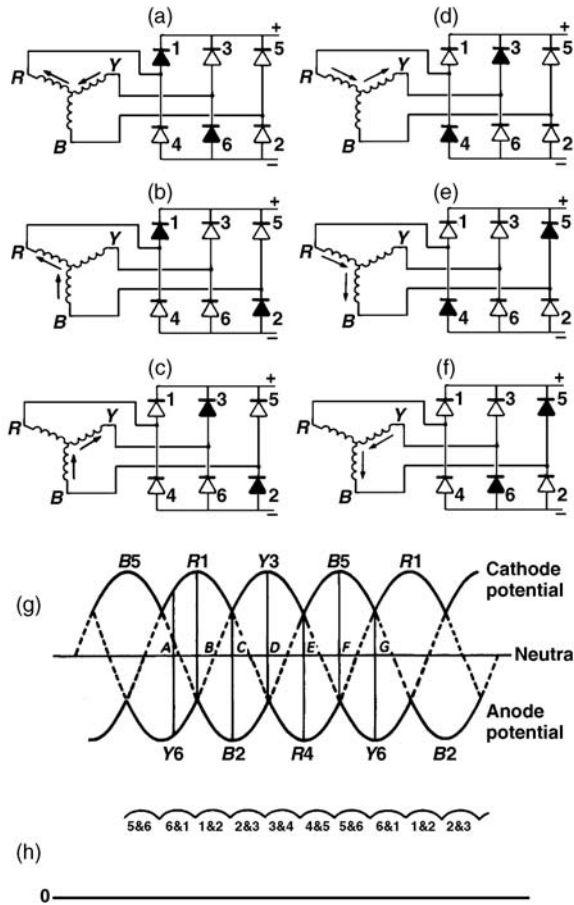 (a)
+
1 3 5
R Y
B
4 6 2
−
(d)
+
1 3 5
R Y
B
4 6 2
−
(b)
+
1 3 5
R Y
B
4 6 2
−
(e)
+
1 3 5
R Y
B
4 6 2
−
(c)
+
1 3 5
R Y
B
4 6 2
−
(f)
+
1 3 5
R Y
B
4 6 2
−
(g)
B5 R1 Y3 B5 R1
Cathode
potential
A B C D E F G
Neutra
Anode
potential
Y6 B2 R4 Y6 B2
5&6 6&1 1&2 2&3 3&4 4&5 5&6 6&1 1&2 2&3
(h)
0